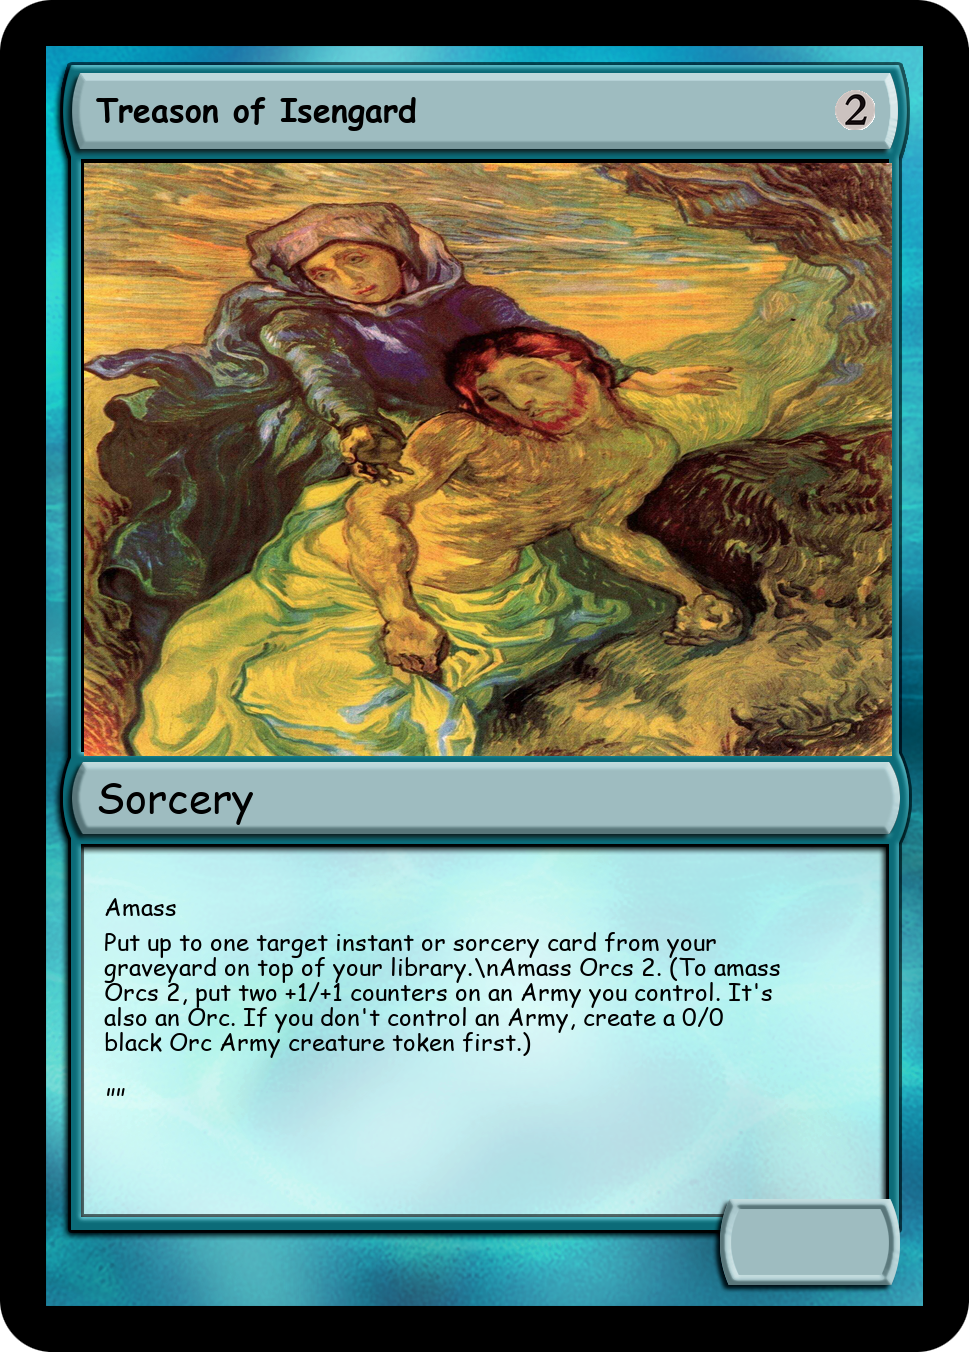 Treason of Isengard
2
Sorcery
Amass
Put up to one target instant or sorcery card from your
graveyard on top of your library.\nAmass Orcs 2. (To amass
Orcs 2, put two +1/+1 counters on an Army you control. It's
also an Orc. If you don't control an Army, create a 0/0
black Orc Army creature token first.)
""